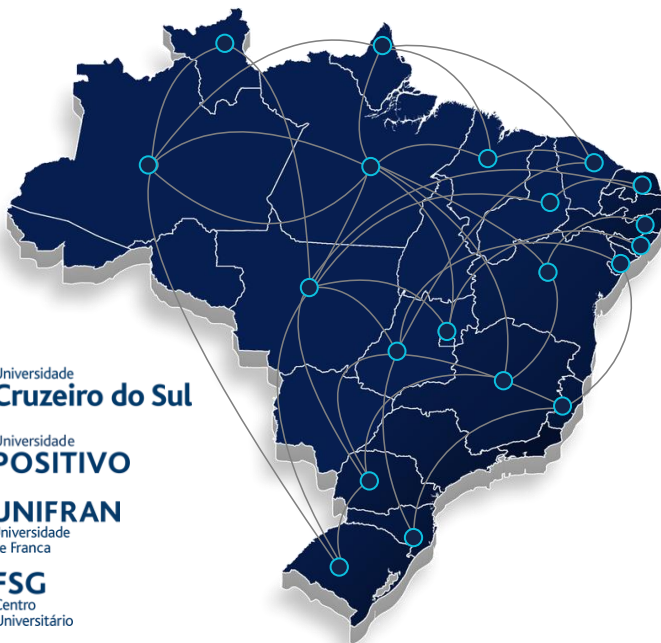 Universidade
Cruzeiro do Sul
Universidade
POSITIVO
UNIFRAN
Universidade
de Franca
FSG
Centro
Universitário